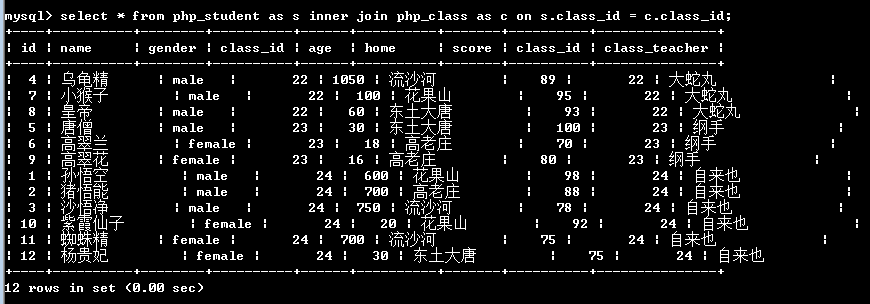 mysql> select * from php_student as s inner join php_class as c on s.class_id = c.class_id;
+----+----------+--------+----------+------+----------+-------+----------+---------------+
| id | name | gender | class_id | age | home | score | class_id | class_teacher |
+----+----------+--------+----------+------+----------+-------+----------+---------------+
| 4 | 乌龟精 | male | 22 | 1050 | 流沙河 | 89 | 22 | 大蛇丸 |
| 7 | 小猴子 | male | 22 | 100 | 花果山 | 95 | 22 | 大蛇丸 |
| 8 | 皇帝 | male | 22 | 60 | 东土大唐 | 93 | 22 | 大蛇丸 |
| 5 | 唐僧 | male | 23 | 30 | 东土大唐 | 100 | 23 | 纲手 |
| 6 | 高翠兰 | female | 23 | 18 | 高老庄 | 70 | 23 | 纲手 |
| 9 | 高翠花 | female | 23 | 16 | 高老庄 | 80 | 23 | 纲手 |
| 1 | 孙悟空 | male | 24 | 600 | 花果山 | 98 | 24 | 自来也 |
| 2 | 猪悟能 | male | 24 | 700 | 高老庄 | 88 | 24 | 自来也 |
| 3 | 沙悟净 | male | 24 | 750 | 流沙河 | 78 | 24 | 自来也 |
| 10 | 紫霞仙子 | female | 24 | 20 | 花果山 | 92 | 24 | 自来也 |
| 11 | 蜘蛛精 | female | 24 | 700 | 流沙河 | 75 | 24 | 自来也 |
| 12 | 杨贵妃 | female | 24 | 30 | 东土大唐 | 75 | 24 | 自来也 |
+----+----------+--------+----------+------+----------+-------+----------+---------------+
12 rows in set (0.00 sec)